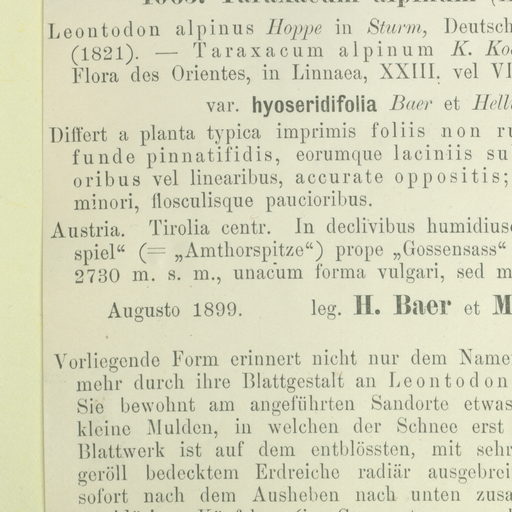 Taraxacum alpinum
Leontodon alpinus Hoppe in Sturm, Deutsch
(1821). — Taraxacum alpinum K. Ko
Flora des Orientes, in Linnaea, XXIII. vel VI
var. hyoseridifolia Baer et Hell
Differt a planta typica imprimis foliis non ru
funde pinnatifidis, eorumque laciniis su
oribus vel linearibus, accurate oppositis;
minori, flosculisque paucioribus.
Austria. Tirolia centr. In declivibus humidius
spiel“ (= „Amthorspitze“) prope „Gossensass“
2730 m. s. m., unacum forma vulgari, sed m
Augusto 1899. leg. H. Baer et M
Vorliegende Form erinnert nicht nur dem Name
mehr durch ihre Blattgestalt an Leontodon
Sie bewohnt am angeführten Sandorte etwas
kleine Mulden, in welchen der Schnee erst
Blattwerk ist auf dem entblössten, mit sehr
geröll bedecktem Erdreiche radiär ausgebrei
sofort nach dem Ausheben nach unten zusa